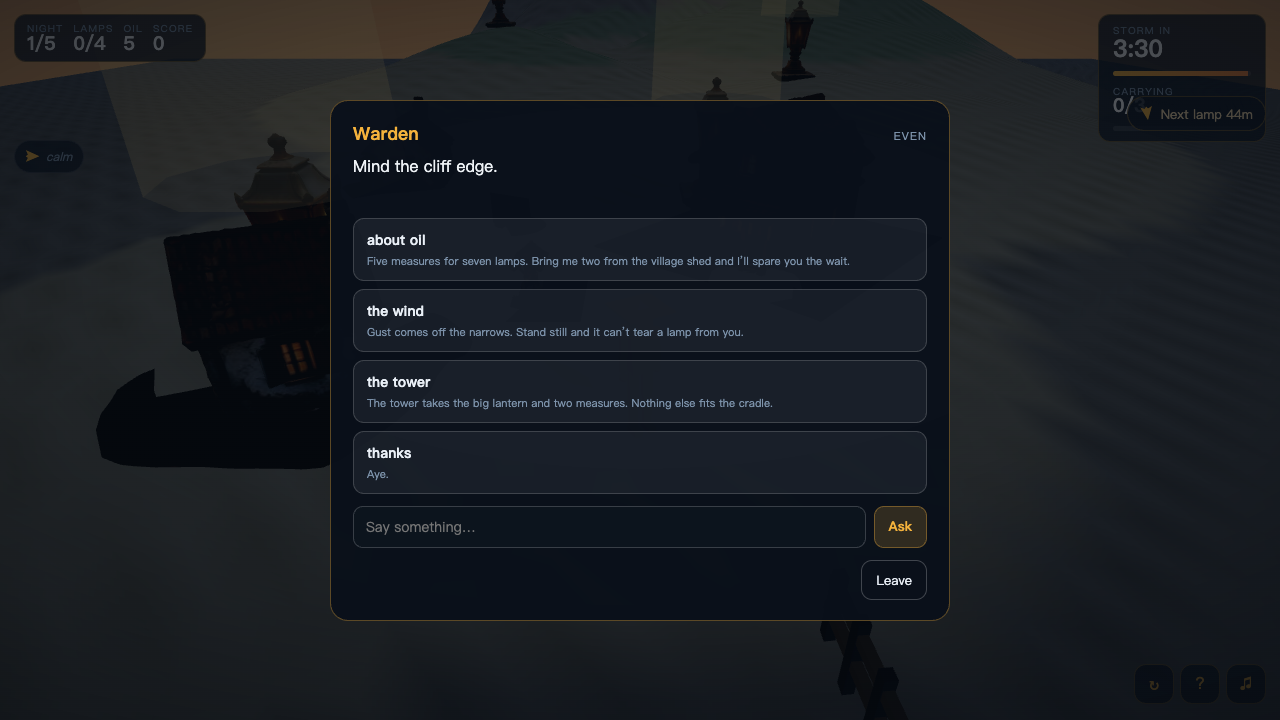 NIGHT LAMPS OIL SCORE
1/5 0/4 5 0
STORM IN
3:30
CARRYING
0/
Next lamp 44m
calm
Warden
EVEN
Mind the cliff edge.
about oil
Five measures for seven lamps. Bring me two from the village shed and I'll spare you the wait.
the wind
Gust comes off the narrows. Stand still and it can't tear a lamp from you.
the tower
The tower takes the big lantern and two measures. Nothing else fits the cradle.
thanks
Aye.
Say something...
Ask
Leave
?